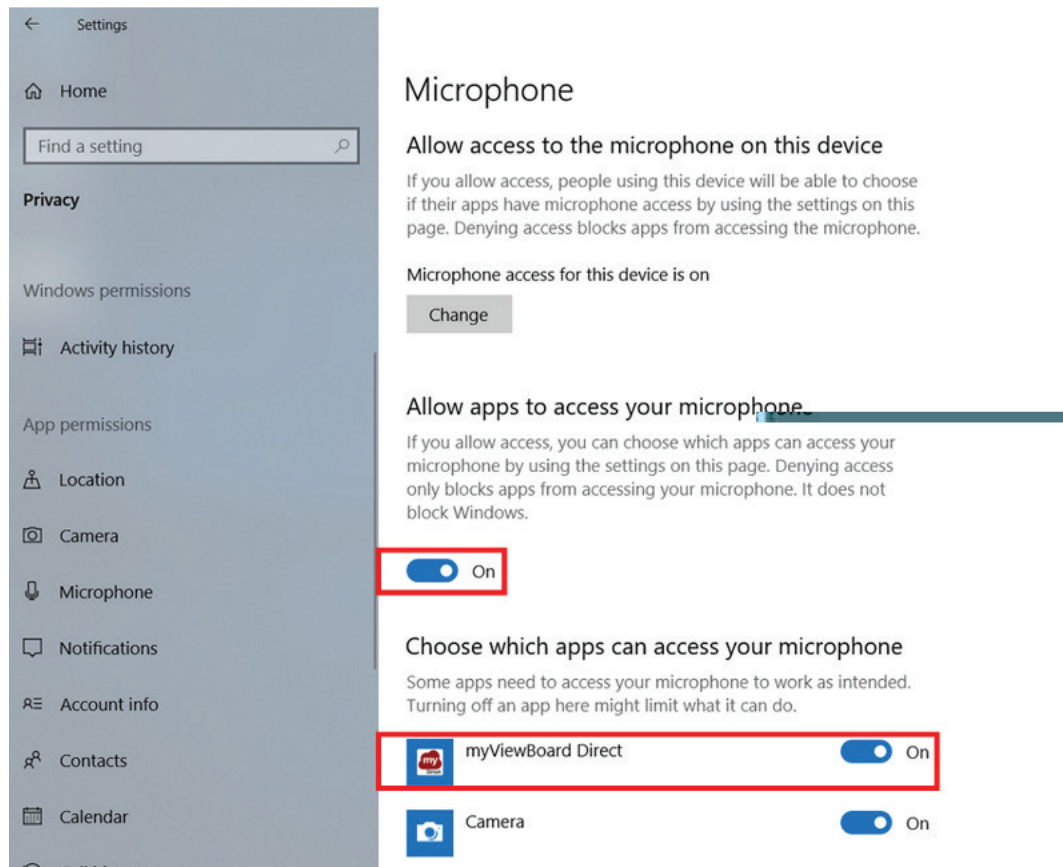 Settings
Home
Find a setting
Privacy
Windows permissions
Activity history
App permissions
Location
Camera
Microphone
Notifications
Account info
Contacts
Calendar
Microphone
Allow access to the microphone on this device
If you allow access, people using this device will be able to choose
if their apps have microphone access by using the settings on this
page. Denying access blocks apps from accessing the microphone.
Microphone access for this device is on
Change
Allow apps to access your microphone
If you allow access, you can choose which apps can access your
microphone by using the settings on this page. Denying access
only blocks apps from accessing your microphone. It does not
block Windows.
On
Choose which apps can access your microphone
Some apps need to access your microphone to work as intended.
Turning off an app here might limit what it can do.
my
Direct
myViewBoard Direct
On
Camera
On